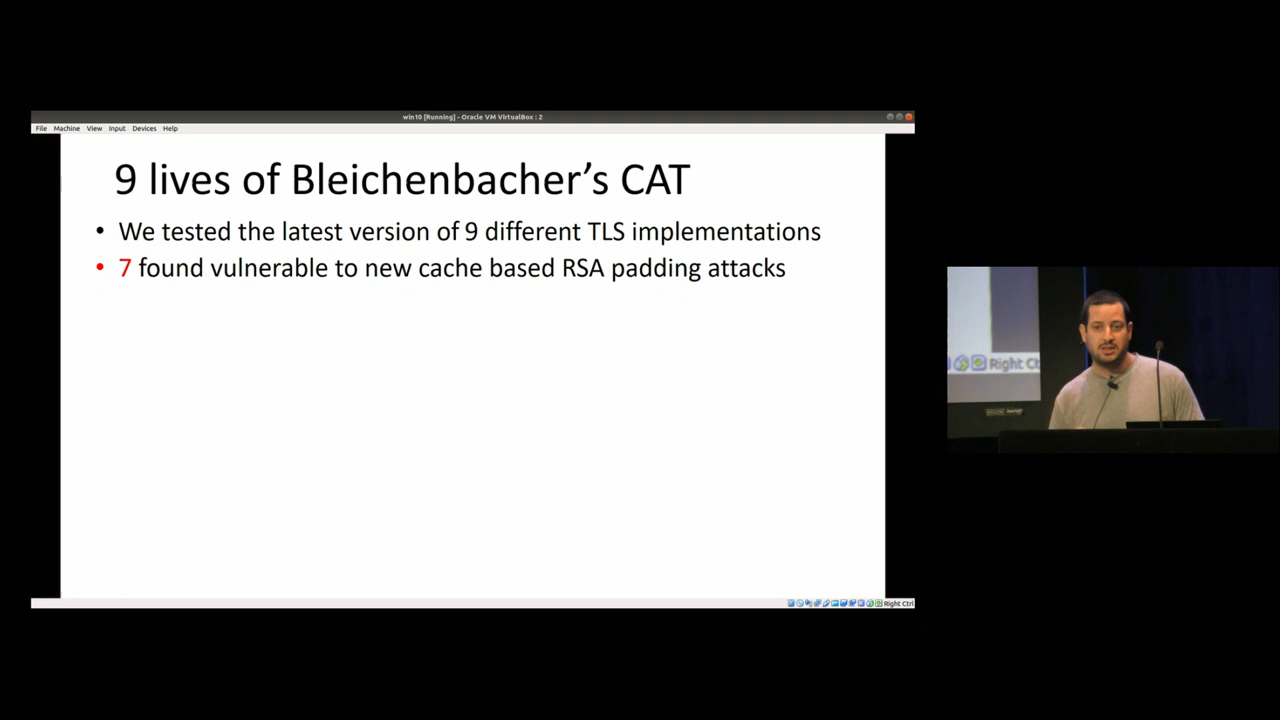 win10 [Running] - Oracle VM VirtualBox : 2
File Machine View Input Devices Help
9 lives of Bleichenbacher's CAT
• We tested the latest version of 9 different TLS implementations
• 7 found vulnerable to new cache based RSA padding attacks
Right Ctrl
Right Ct